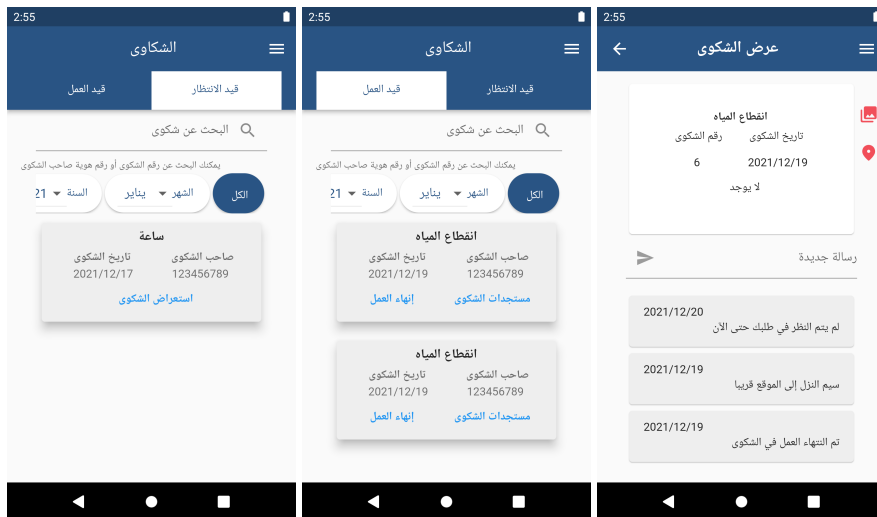 2:55
الشكاوى
قيد الانتظار
قيد العمل
البحث عن شكوى
يمكنك البحث عن رقم الشكوى أو رقم هوية صاحب الشكوى
الكل الشهر يناير السنة 21
ساعة
صاحب الشكوى تاريخ الشكوى
123456789 2021/12/17
استعراض الشكوى
2:55
الشكاوى
قيد الانتظار
قيد العمل
البحث عن شكوى
يمكنك البحث عن رقم الشكوى أو رقم هوية صاحب الشكوى
الكل الشهر يناير السنة 21
انقطاع المياه
صاحب الشكوى تاريخ الشكوى
123456789 2021/12/19
مستجدات الشكوى إنهاء العمل
انقطاع المياه
صاحب الشكوى تاريخ الشكوى
123456789 2021/12/19
مستجدات الشكوى إنهاء العمل
2:55
عرض الشكوى
انقطاع المياه
تاريخ الشكوى رقم الشكوى
2021/12/19 6
لا يوجد
رسالة جديدة
2021/12/20
لم يتم النظر في طلبك حتى الآن
2021/12/19
سيم النزل إلى الموقع قريبا
2021/12/19
تم النتهاء العمل في الشكوى